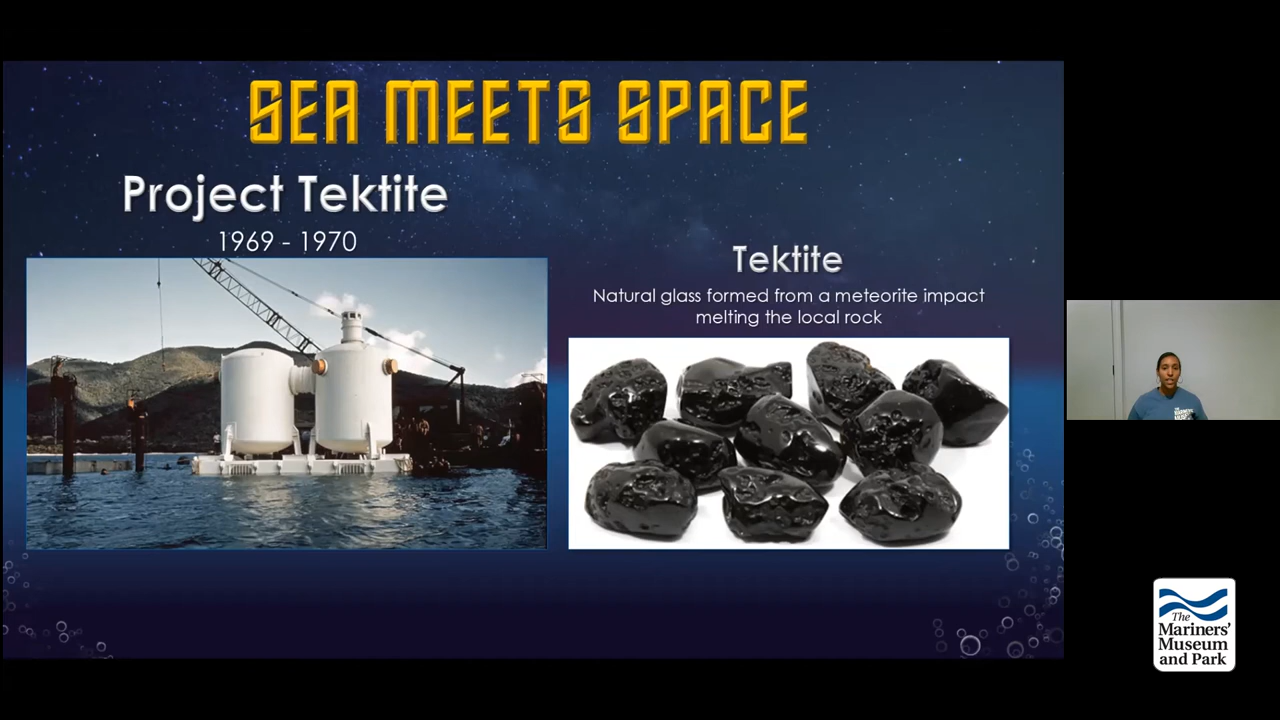 SEA MEETS SPACE
Project Tektite
1969 - 1970
Tektite
Natural glass formed from a meteorite impact
melting the local rock
The
Mariners'
Museum
and Park